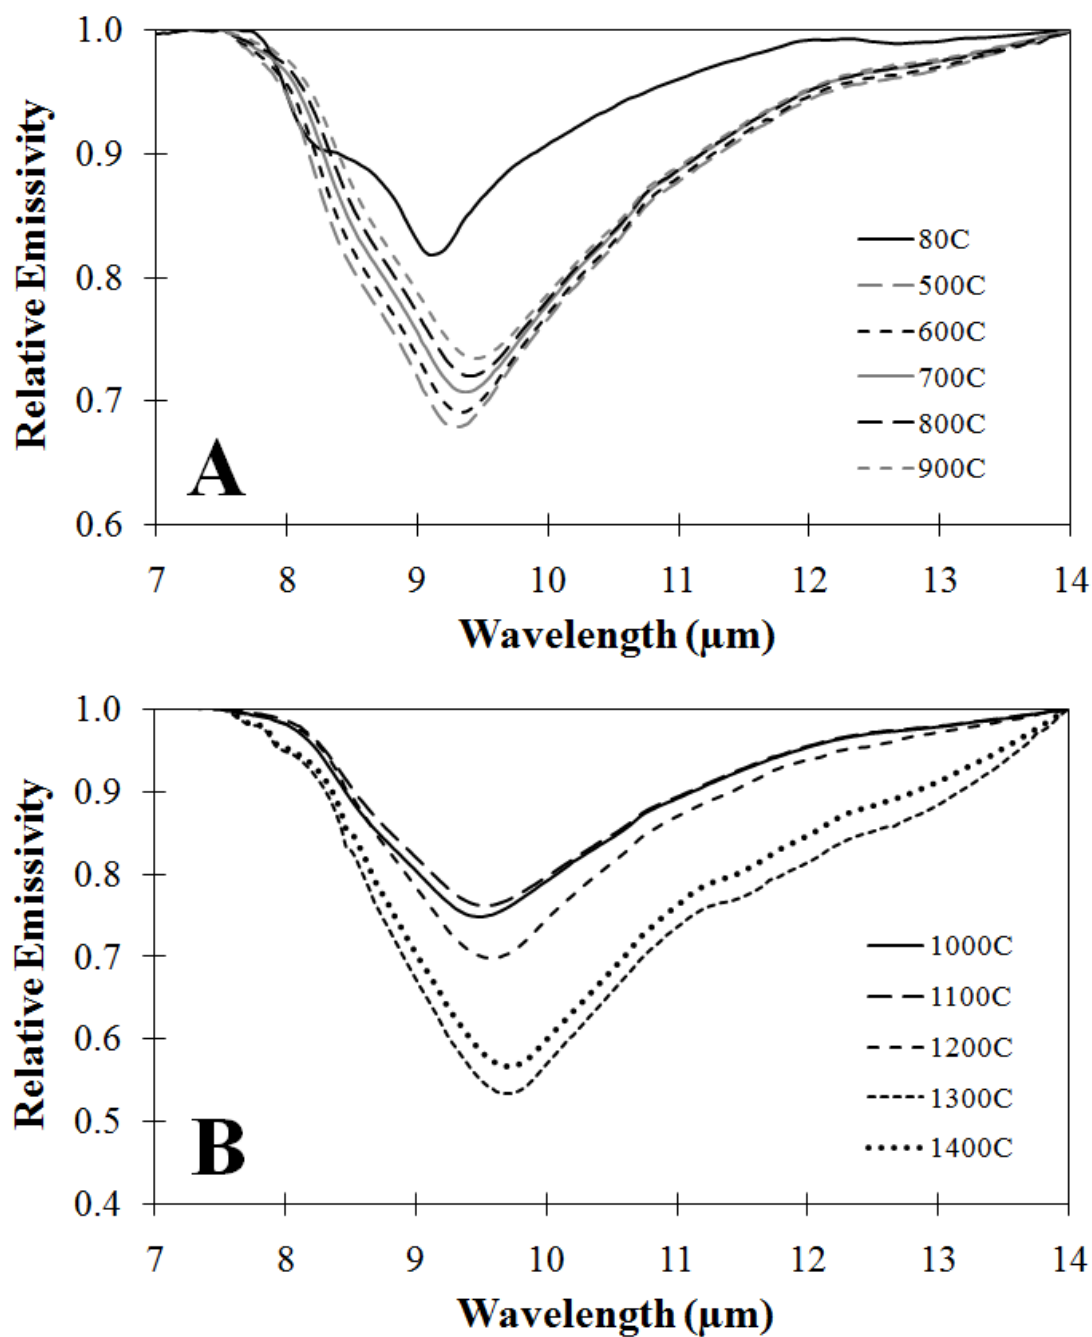 1.0
0.9
0.8
0.7
0.6
Relative Emissivity
80C
500C
600C
700C
800C
900C
A
7 8 9 10 11 12 13 14
Wavelength (μm)
1.0
0.9
0.8
0.7
0.6
0.5
0.4
Relative Emissivity
1000C
1100C
1200C
1300C
1400C
B
7 8 9 10 11 12 13 14
Wavelength (μm)